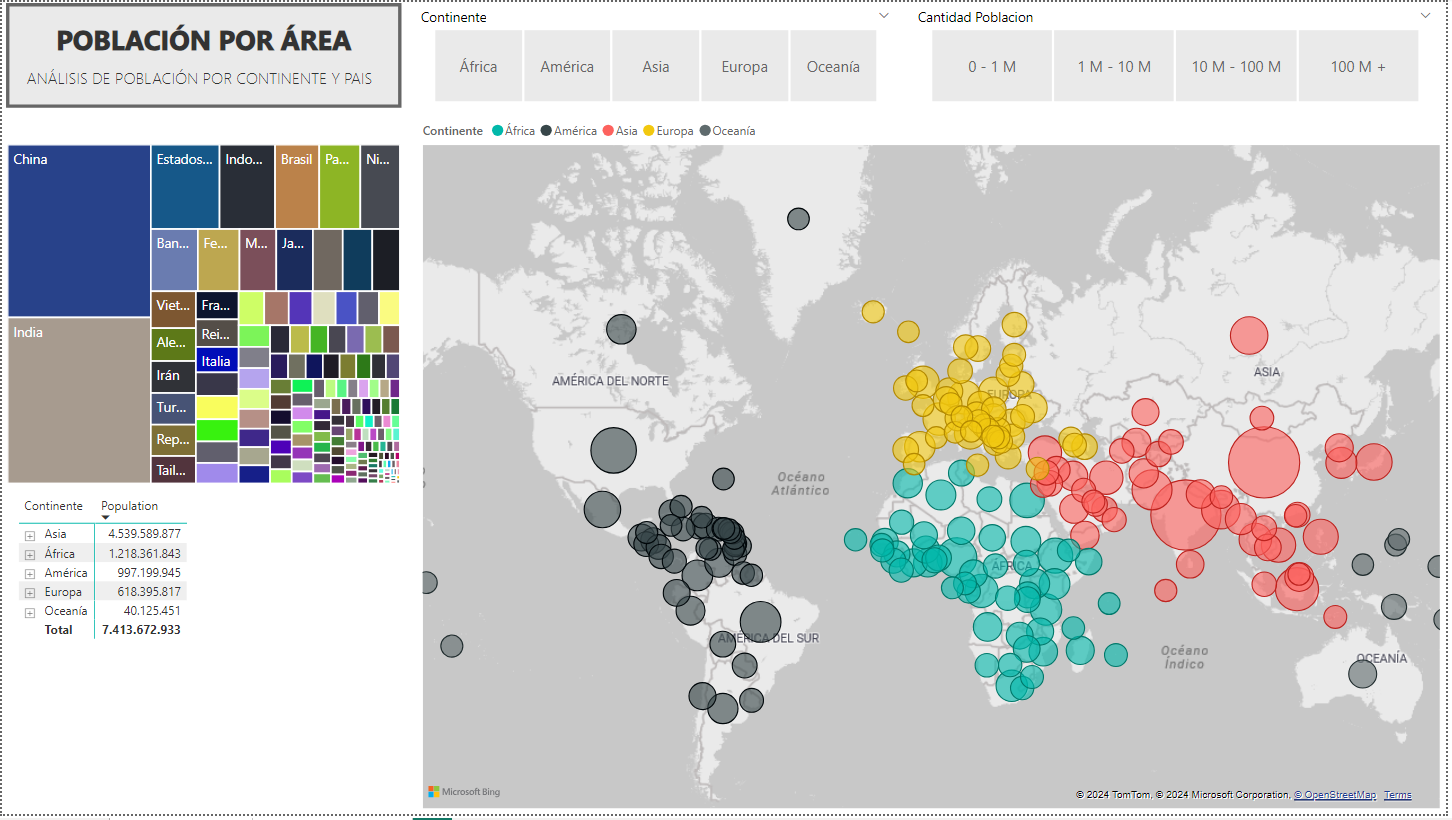 POBLACIÓN POR ÁREA
ANÁLISIS DE POBLACIÓN POR CONTINENTE Y PAIS
Continente
África
América
Asia
Europa
Oceanía
Cantidad Poblacion
0 - 1 M
1 M - 10 M
10 M - 100 M
100 M +
Continente África América Asia Europa Oceanía
China
Estados...
Indo...
Brasil
Pa...
Ni...
Ban...
Fe...
M...
Ja...
India
Viet...
Fra...
Ale...
Rei...
Italia
Irán
Tur...
Rep...
Tail...
Continente Population
Asia 4.539.589.877
África 1.218.361.843
América 997.199.945
Europa 618.395.817
Oceanía 40.125.451
Total 7.413.672.933
AMÉRICA DEL NORTE
ASIA
EUROPA
Océano
Atlántico
ÁFRICA
AMÉRICA DEL SUR
Océano
Índico
OCEANÍA
Microsoft Bing
© 2024 TomTom, © 2024 Microsoft Corporation, © OpenStreetMap Terms